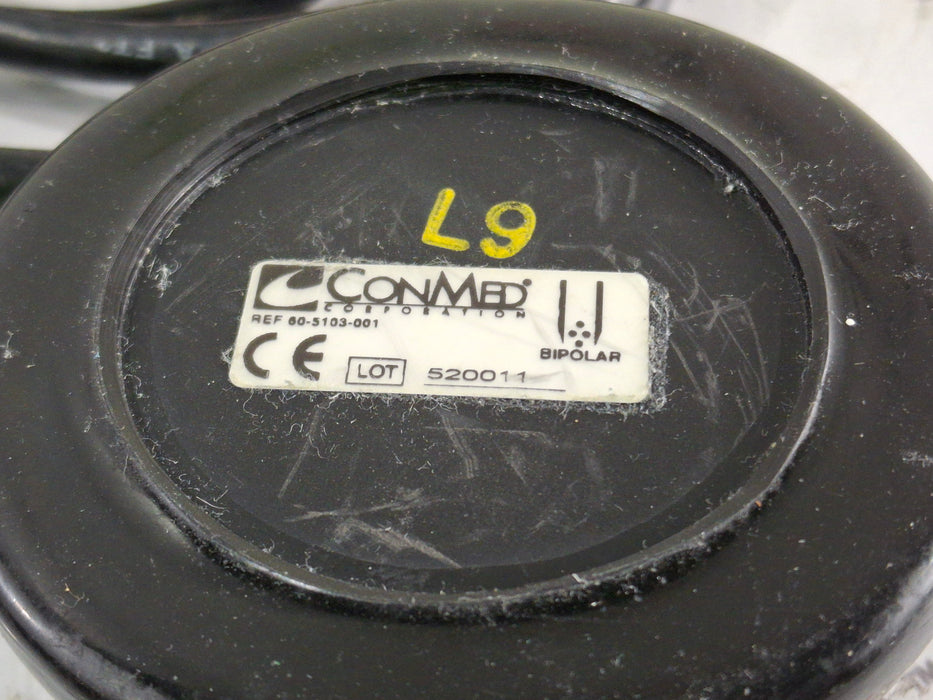 L9
CONMED®
CORPORATION
REF 60-5103-001
BIPOLAR
CE
LOT 520011